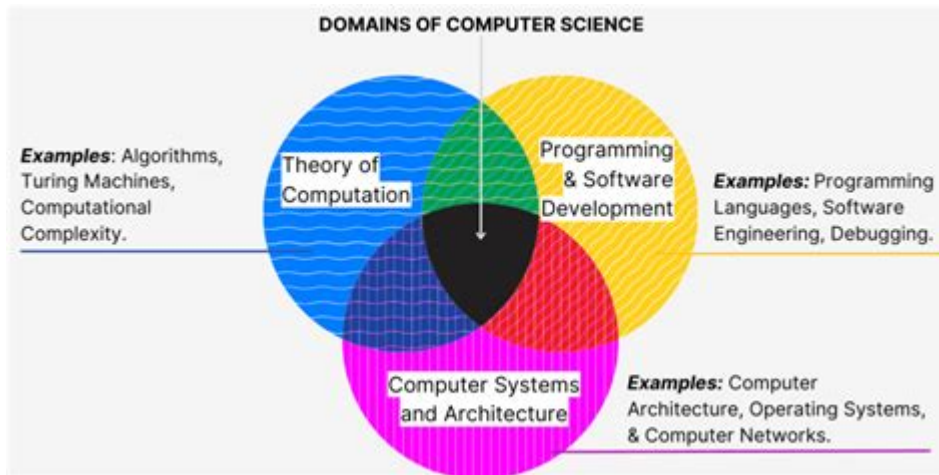 DOMAINS OF COMPUTER SCIENCE
Examples: Algorithms,
Turing Machines,
Computational
Complexity.
Theory of
Computation
Programming
& Software
Development
Examples: Programming
Languages, Software
Engineering, Debugging.
Computer Systems
and Architecture
Examples: Computer
Architecture, Operating Systems,
& Computer Networks.